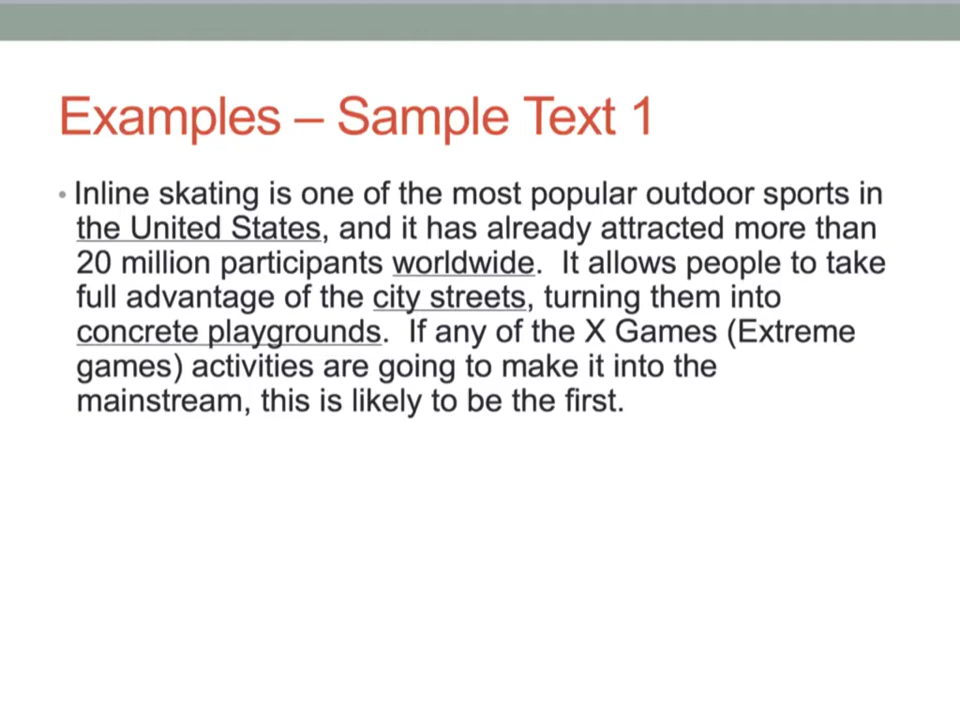 Examples – Sample Text 1
• Inline skating is one of the most popular outdoor sports in
the United States, and it has already attracted more than
20 million participants worldwide.  It allows people to take
full advantage of the city streets, turning them into
concrete playgrounds.  If any of the X Games (Extreme
games) activities are going to make it into the
mainstream, this is likely to be the first.